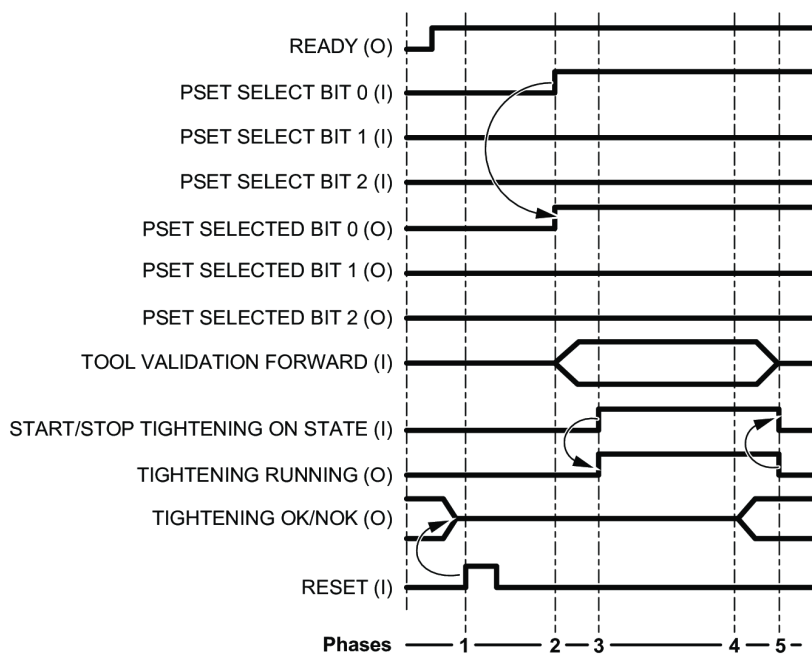 READY (O)
PSET SELECT BIT 0 (I)
PSET SELECT BIT 1 (I)
PSET SELECT BIT 2 (I)
PSET SELECTED BIT 0 (O)
PSET SELECTED BIT 1 (O)
PSET SELECTED BIT 2 (O)
TOOL VALIDATION FORWARD (I)
START/STOP TIGHTENING ON STATE (I)
TIGHTENING RUNNING (O)
TIGHTENING OK/NOK (O)
RESET (I)
Phases 1 2 3 4 5